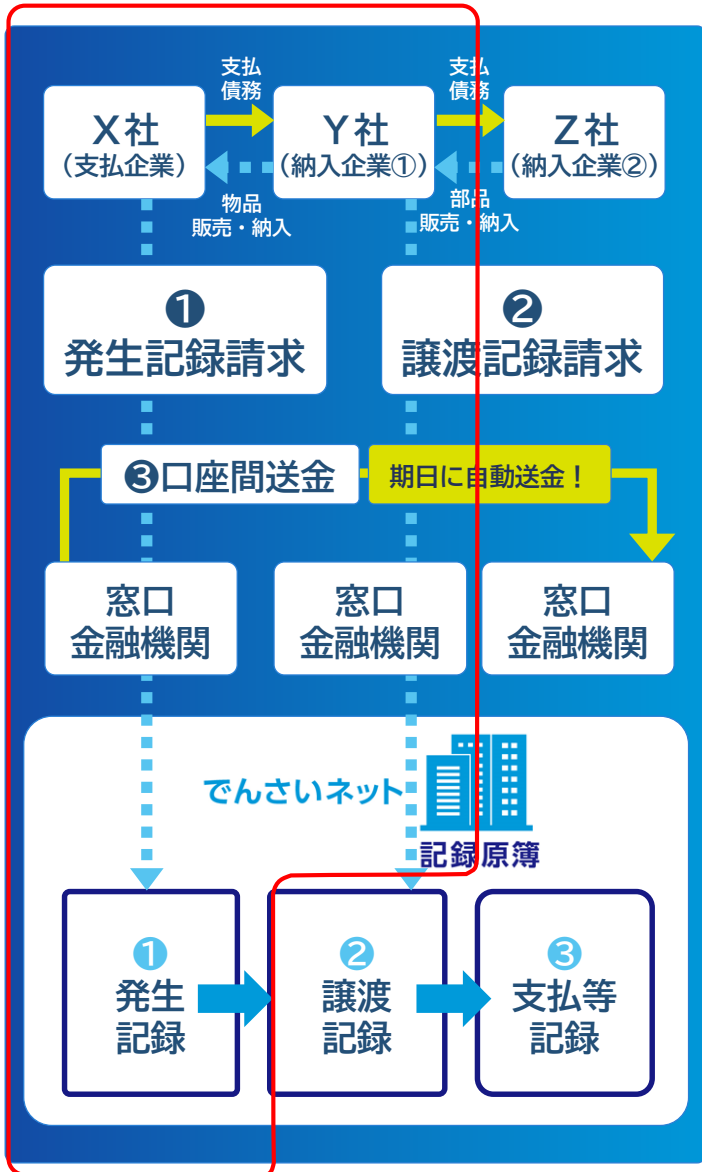 支払
債務
支払
債務
X社
(支払企業)
Y社
(納入企業①)
Z社
(納入企業②)
物品
販売・納入
部品
販売・納入
❶
発生記録請求
❷
譲渡記録請求
❸口座間送金
期日に自動送金！
窓口
金融機関
窓口
金融機関
窓口
金融機関
でんさいネット
記録原簿
❶
発生
記録
❷
譲渡
記録
❸
支払等
記録